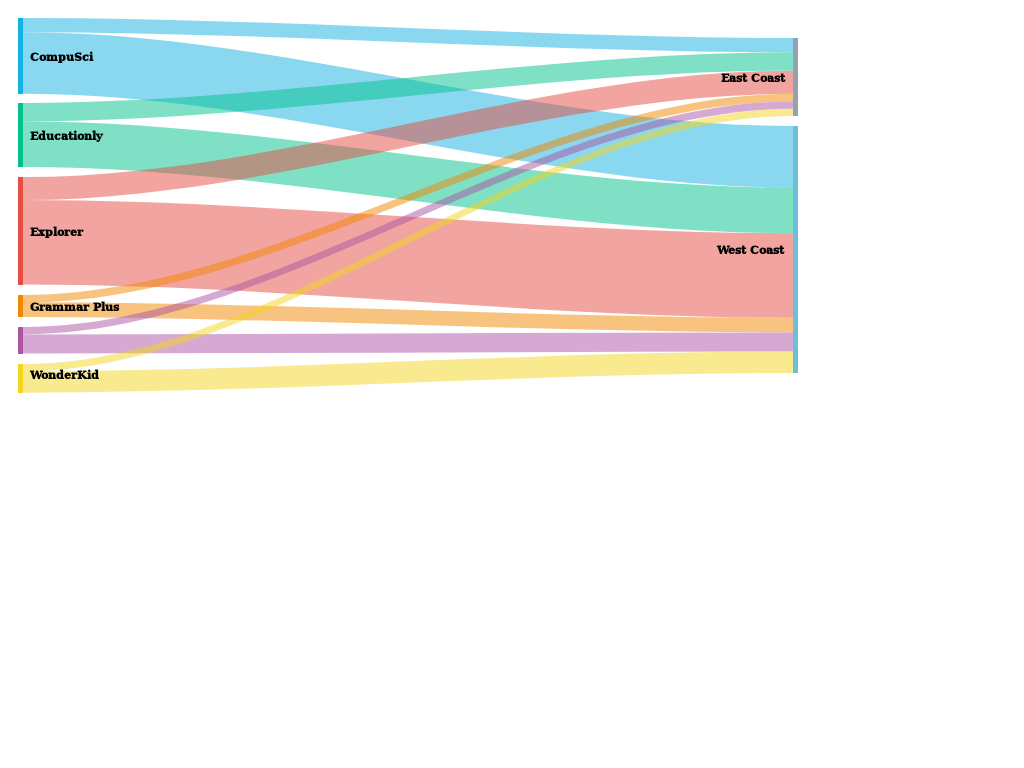 CompuSci
East Coast
Educationly
Explorer
West Coast
Grammar Plus
WonderKid